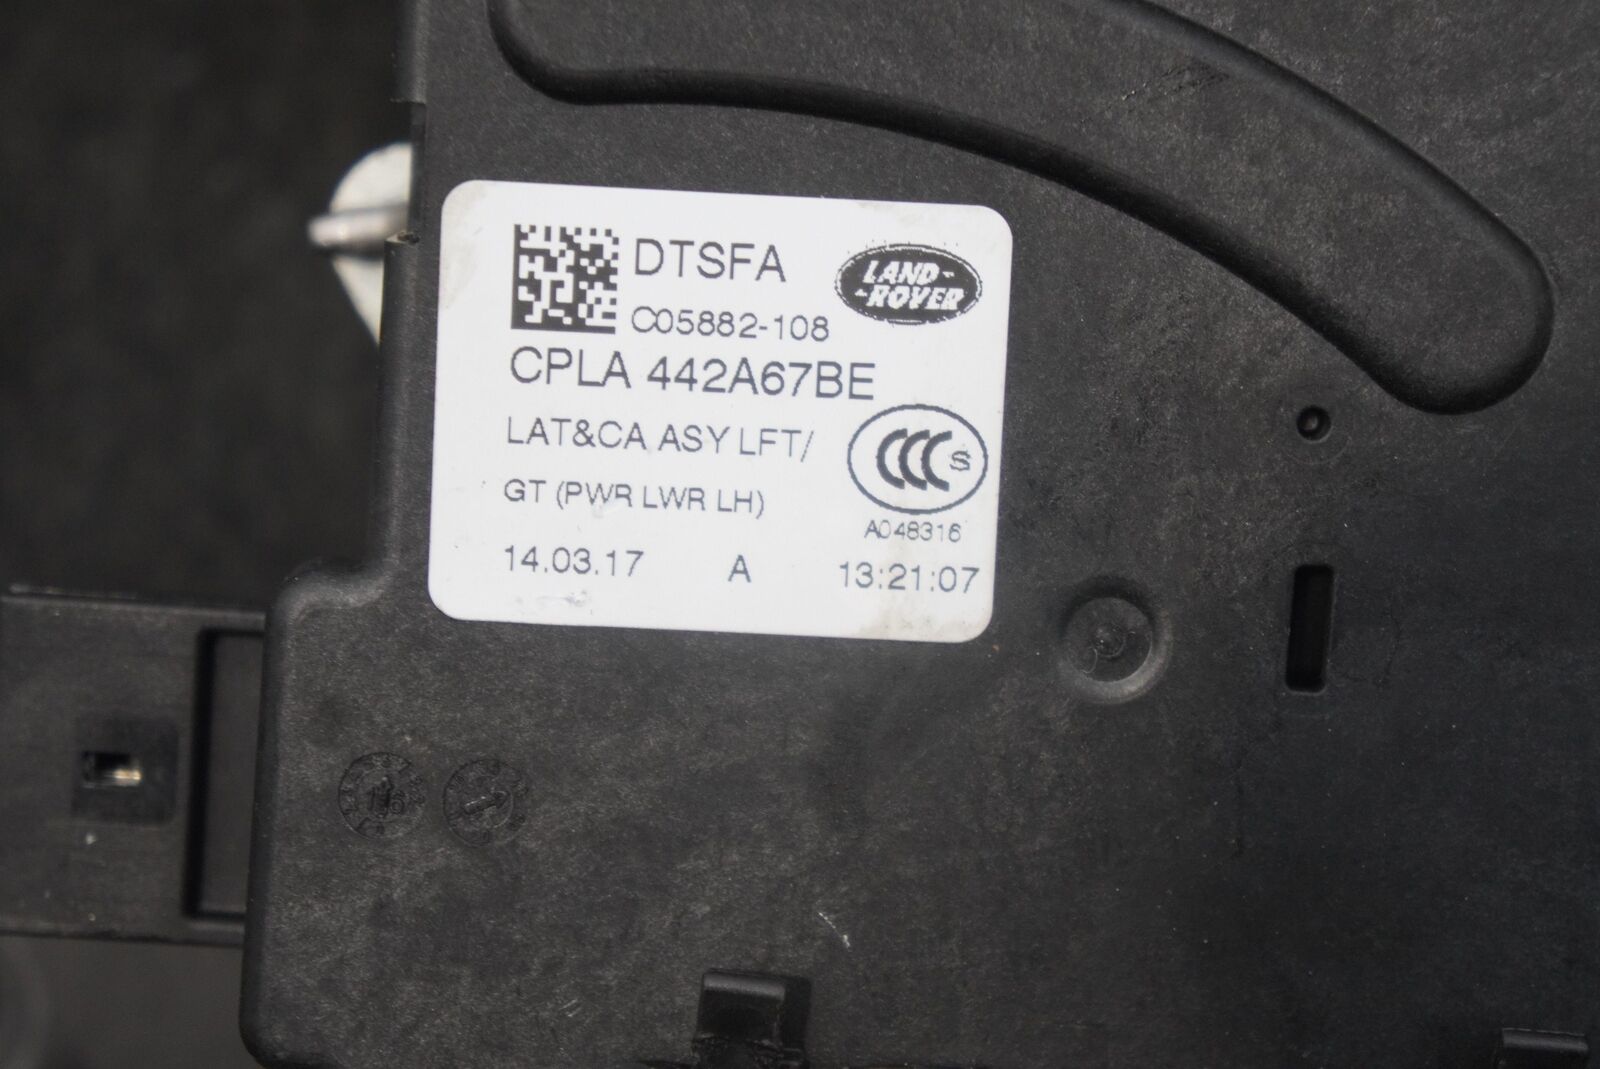 DTSFA
LAND-
-ROVER
C05882-108
CPLA 442A67BE
LAT&CA ASY LFT/
GT (PWR LWR LH)
CCC S
A048316
14.03.17 A 13:21:07